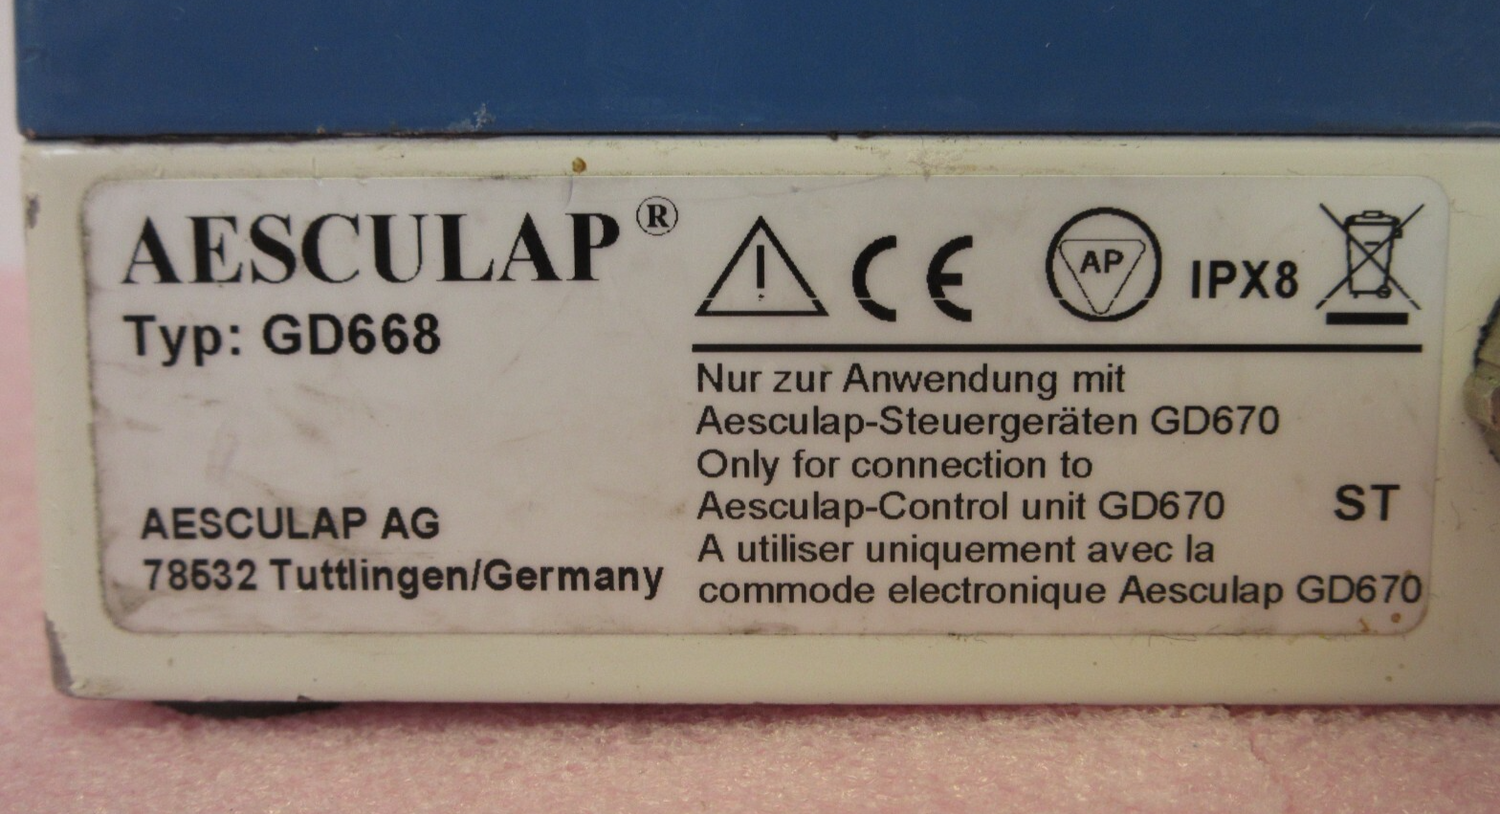 AESCULAP®
Typ: GD668
AESCULAP AG
78532 Tuttlingen/Germany
CE
AP
IPX8
Nur zur Anwendung mit
Aesculap-Steuergeräten GD670
Only for connection to
Aesculap-Control unit GD670
ST
A utiliser uniquement avec la
commode electronique Aesculap GD670